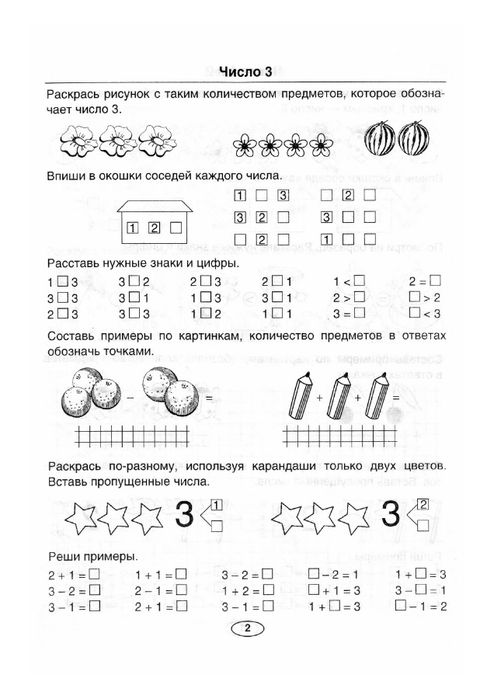 Число 3
Раскрась рисунок с таким количеством предметов, которое обозна-
чает число 3.
Впиши в окошки соседей каждого числа.
1 2 □
1 □ 3 □ 2 □
3 2 □ 3 □ □
□ □ 2 □ □ 2
Расставь нужные знаки и цифры.
1 □ 3 3 □ 2 2 □ 3 2 □ 1 1 < □ 2 = □
3 □ 3 3 □ 1 1 □ 3 3 □ 1 2 > □ □ > 2
2 □ 3 3 □ 3 1 □ 2 1 □ 1 3 = □ □ < 3
Составь примеры по картинкам, количество предметов в ответах
обозначь точками.
− = + + =
Раскрась по-разному, используя карандаши только двух цветов.
Вставь пропущенные числа.
3 < 1 □ 3 < 2 □
Реши примеры.
2 + 1 = □ 1 + 1 = □ 3 − 2 = □ □ − 2 = 1 1 + □ = 3
3 − 2 = □ 2 − 1 = □ 1 + 2 = □ □ + 1 = 3 3 − □ = 1
3 − 1 = □ 2 + 1 = □ 3 − 1 = □ 1 + □ = 3 □ − 1 = 2
2